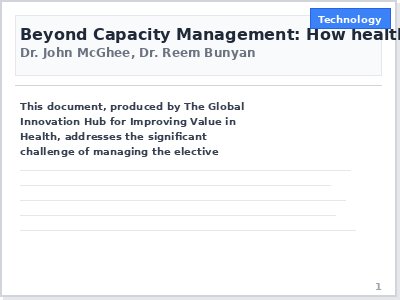 Technology
Beyond Capacity Management: How healt
Dr. John McGhee, Dr. Reem Bunyan
This document, produced by The Global
Innovation Hub for Improving Value in
Health, addresses the significant
challenge of managing the elective
1